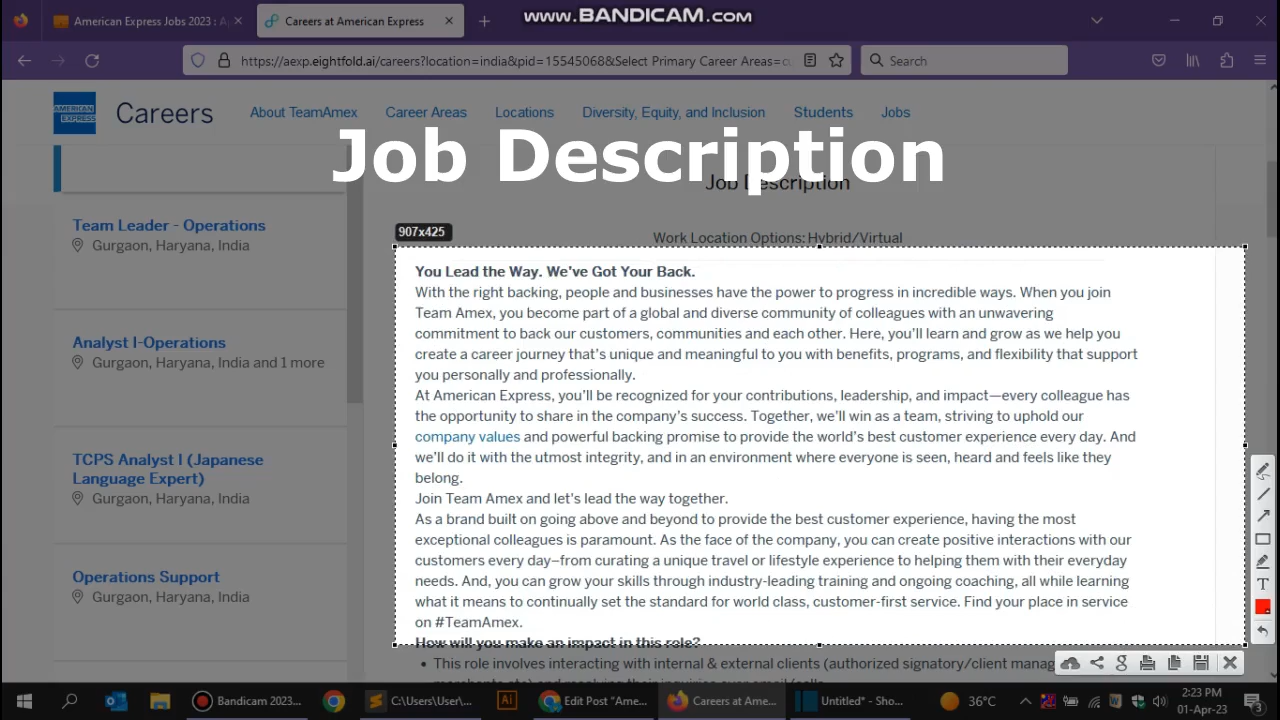 American Express Jobs 2023 : A
Careers at American Express
www.BANDICAM.com
https://aexp.eightfold.ai/careers?location=india&pid=15545068&Select Primary Career Areas=c
Search
AMERICAN EXPRESS
Careers
About TeamAmex
Career Areas
Locations
Diversity, Equity, and Inclusion
Students
Jobs
Job Description
Job Description
Team Leader - Operations
Gurgaon, Haryana, India
Analyst I-Operations
Gurgaon, Haryana, India and 1 more
TCPS Analyst I (Japanese
Language Expert)
Gurgaon, Haryana, India
Operations Support
Gurgaon, Haryana, India
907x425
Work Location Options: Hybrid/Virtual
You Lead the Way. We've Got Your Back.
With the right backing, people and businesses have the power to progress in incredible ways. When you join
Team Amex, you become part of a global and diverse community of colleagues with an unwavering
commitment to back our customers, communities and each other. Here, you'll learn and grow as we help you
create a career journey that's unique and meaningful to you with benefits, programs, and flexibility that support
you personally and professionally.
At American Express, you'll be recognized for your contributions, leadership, and impact—every colleague has
the opportunity to share in the company's success. Together, we'll win as a team, striving to uphold our
company values and powerful backing promise to provide the world's best customer experience every day. And
we'll do it with the utmost integrity, and in an environment where everyone is seen, heard and feels like they
belong.
Join Team Amex and let's lead the way together.
As a brand built on going above and beyond to provide the best customer experience, having the most
exceptional colleagues is paramount. As the face of the company, you can create positive interactions with our
customers every day–from curating a unique travel or lifestyle experience to helping them with their everyday
needs. And, you can grow your skills through industry-leading training and ongoing coaching, all while learning
what it means to continually set the standard for world class, customer-first service. Find your place in service
on #TeamAmex.
How will you make an impact in this role?
• This role involves interacting with internal & external clients (authorized signatory/client manag
Bandicam 2023...
C:\Users\User\...
Edit Post "Ame...
Careers at Ame...
Untitled* - Sho...
36°C
2:23 PM
01-Apr-23
3